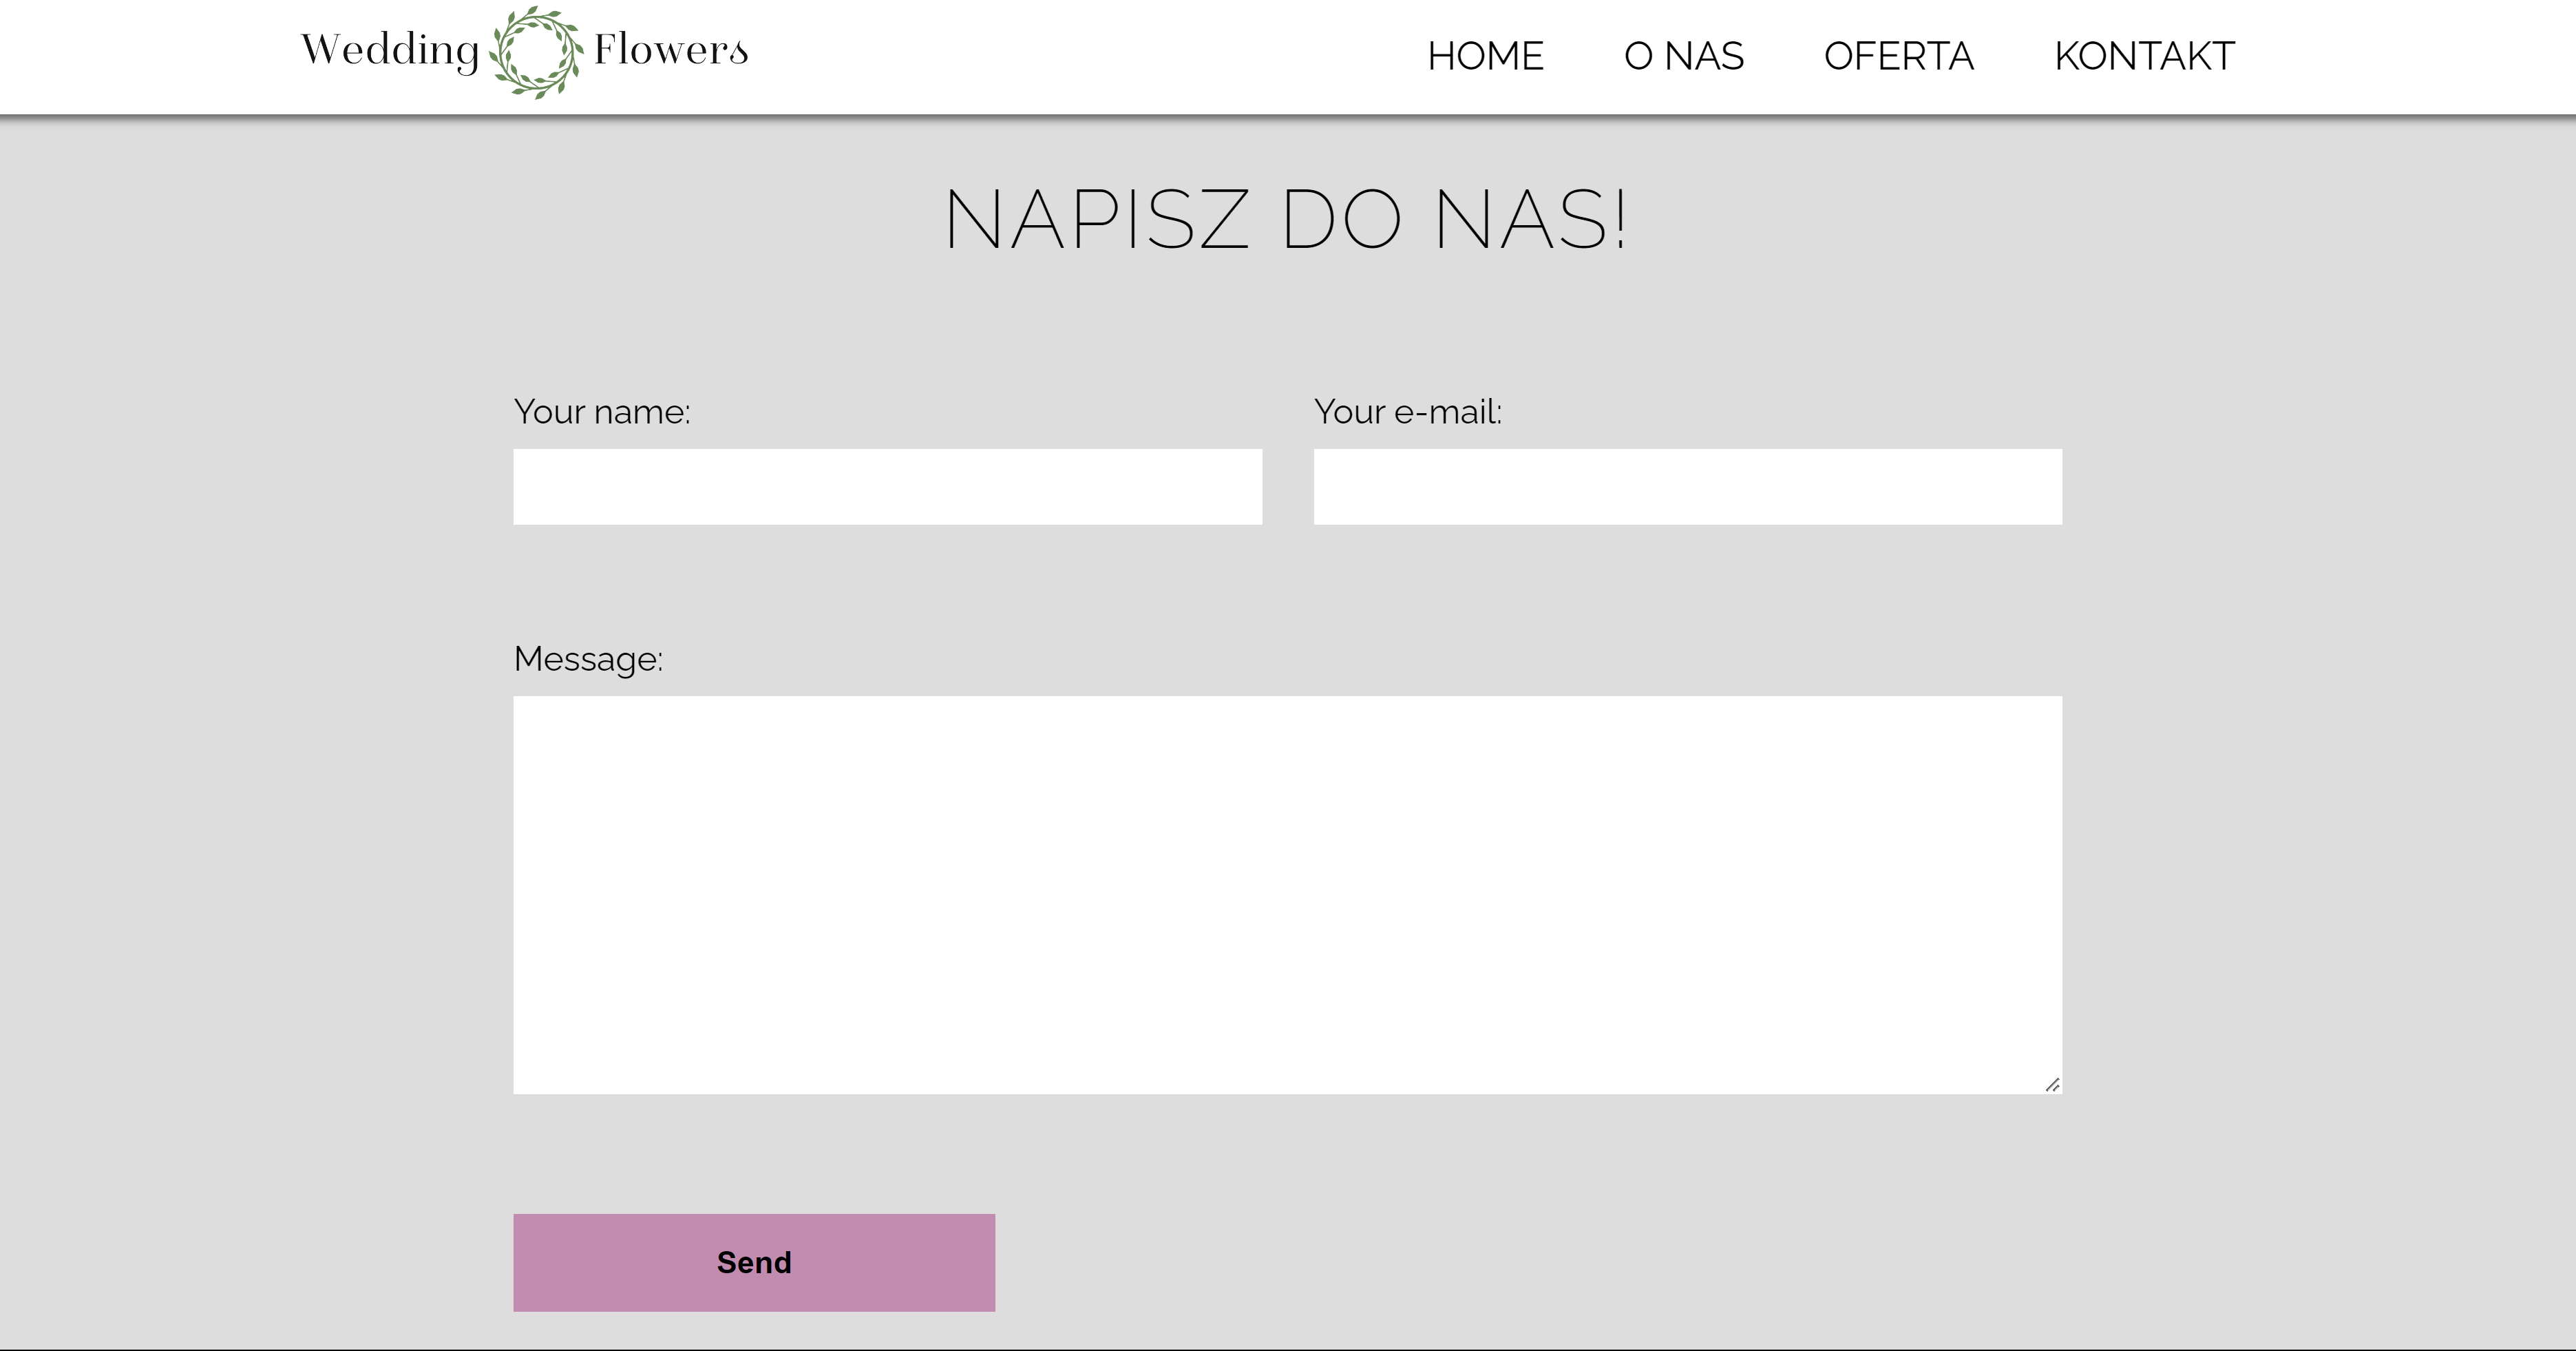 Wedding Flowers
HOME O NAS OFERTA KONTAKT
NAPISZ DO NAS!
Your name: Your e-mail:
Message:
Send